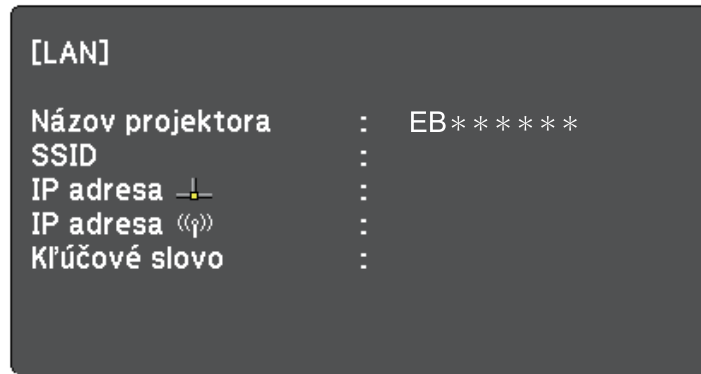 [LAN]
Názov projektora : EB******
SSID :
IP adresa :
IP adresa :
Kľúčové slovo :